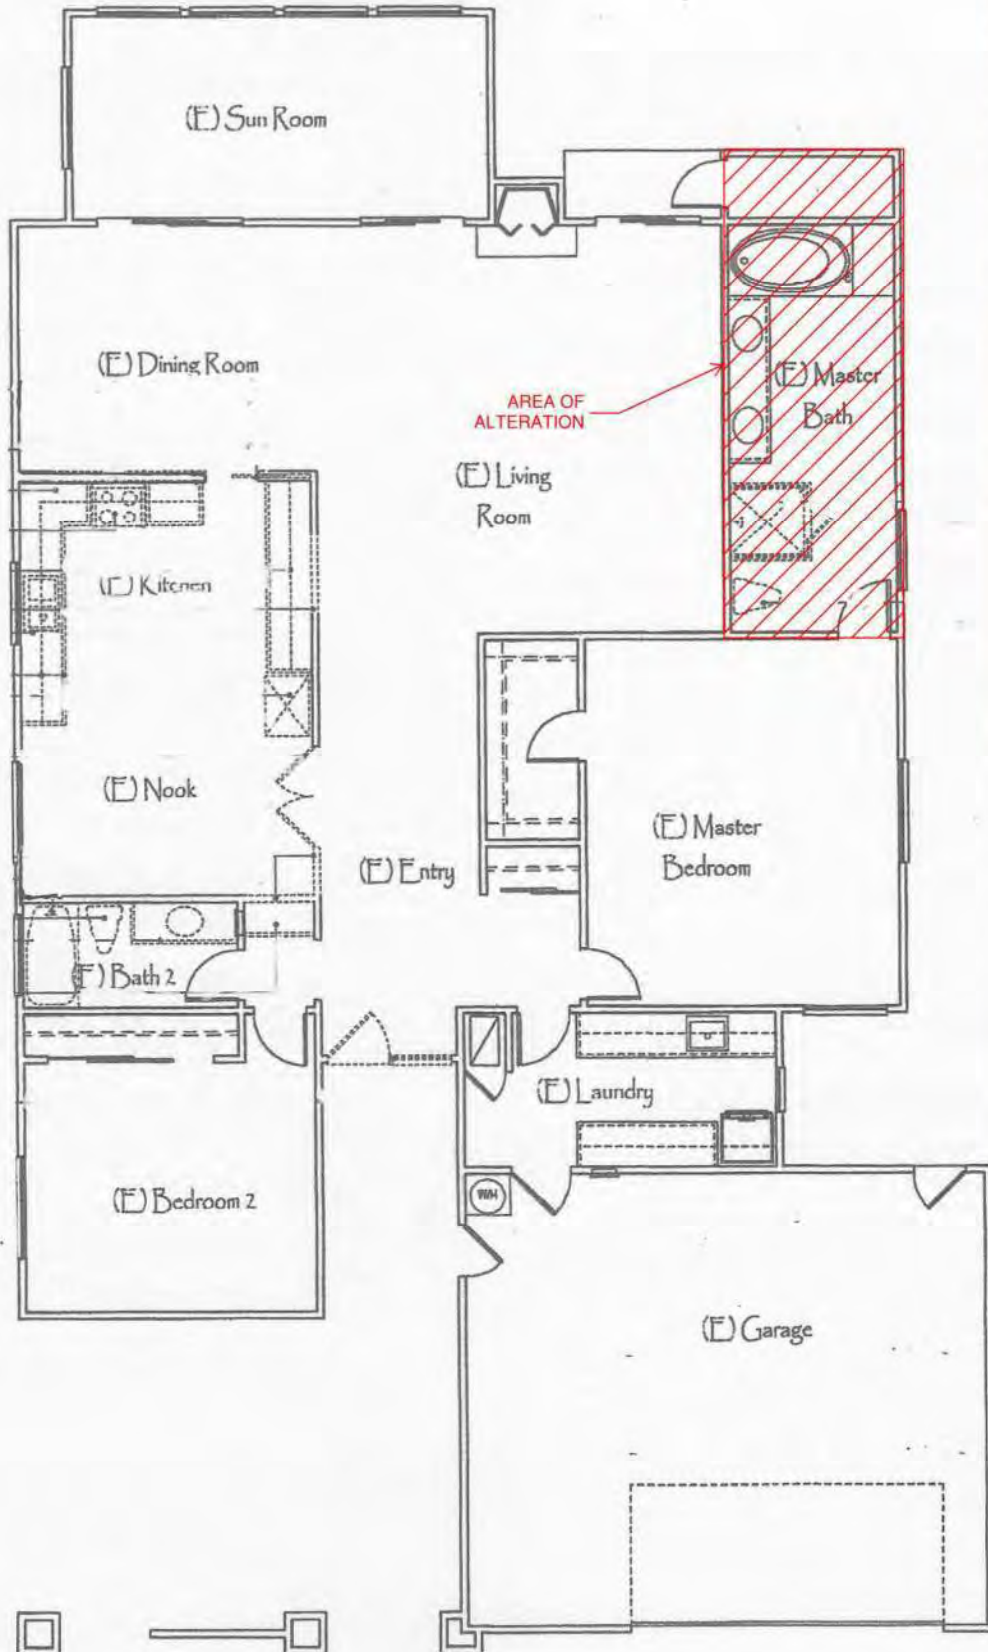 (E) Sun Room
(E) Dining Room
AREA OF
ALTERATION
(E) Master
Bath
(E) Living
Room
(E) Kitchen
(E) Nook
(E) Master
Bedroom
(E) Entry
(E) Bath 2
(E) Laundry
(E) Bedroom 2
WH
(E) Garage